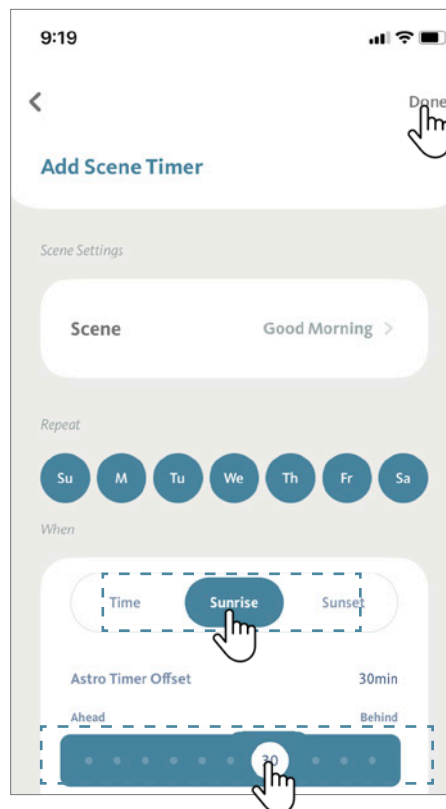 9:19
Done
Add Scene Timer
Scene Settings
Scene Good Morning
Repeat
Su M Tu We Th Fr Sa
When
Time Sunrise Sunset
Astro Timer Offset 30min
Ahead Behind
30